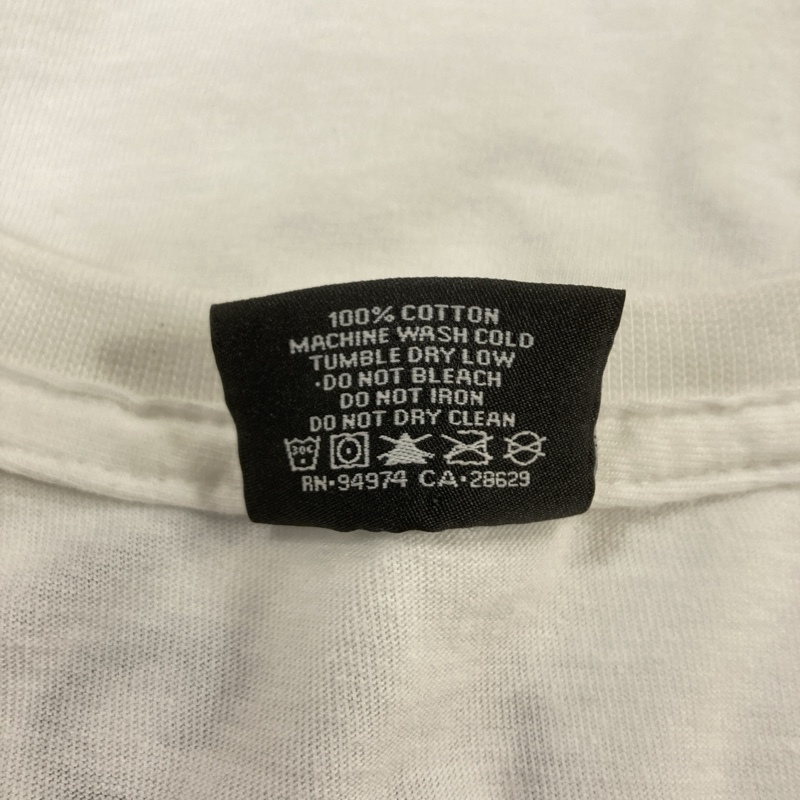 100% COTTON
MACHINE WASH COLD
TUMBLE DRY LOW
·DO NOT BLEACH
DO NOT IRON
DO NOT DRY CLEAN
30C
RN·94974 CA·28629